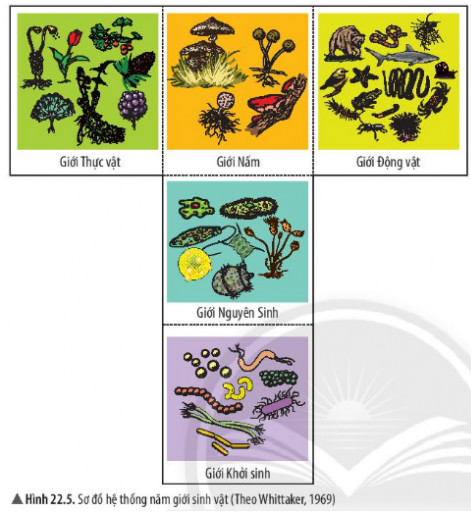 Giới Thực vật
Giới Nấm
Giới Động vật
Giới Nguyên Sinh
Giới Khởi sinh
▲ Hình 22.5. Sơ đồ hệ thống năm giới sinh vật (Theo Whittaker, 1969)